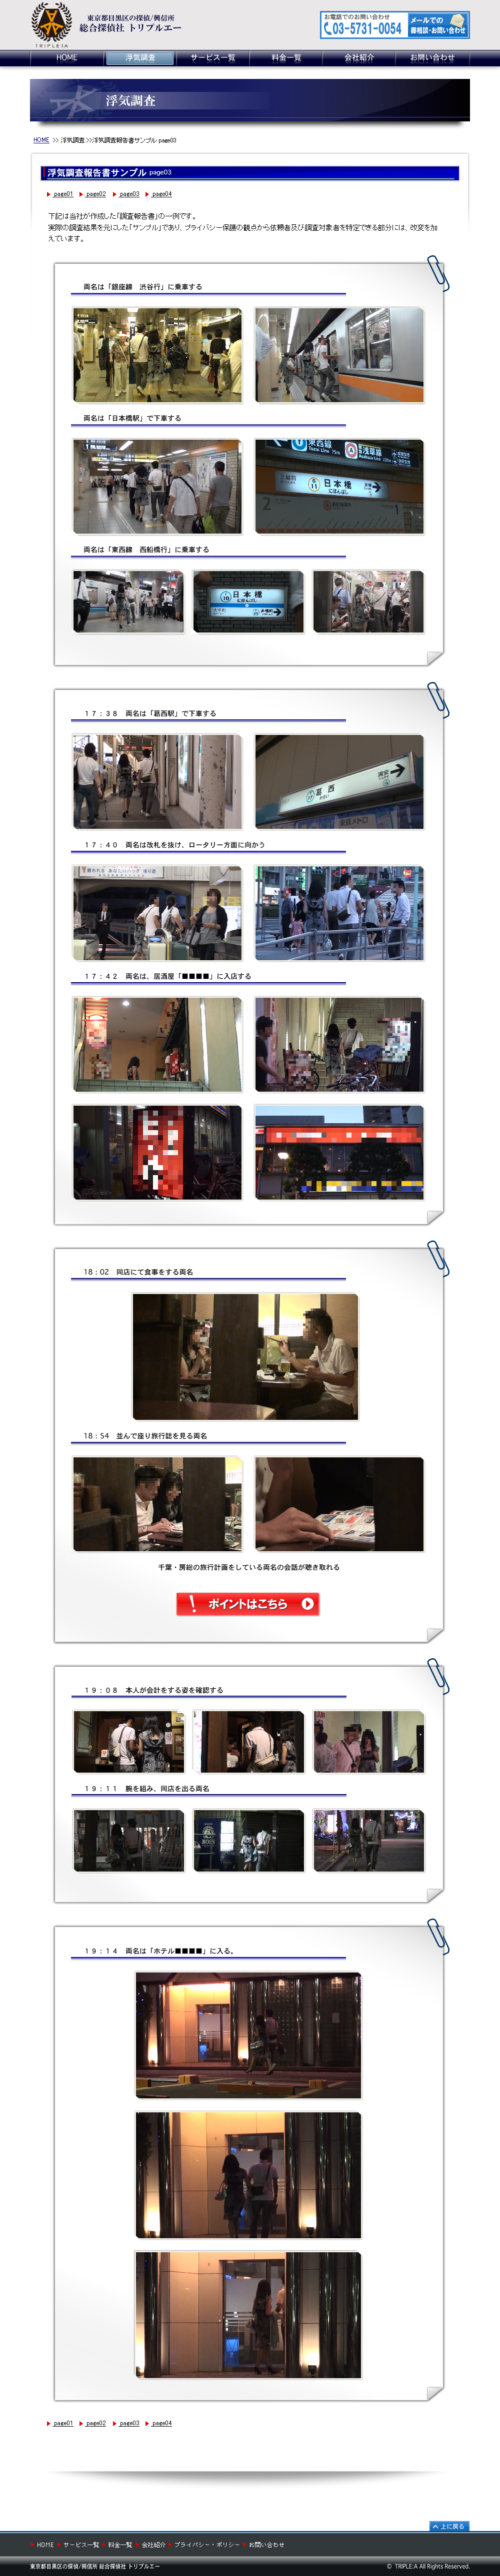 東京都目黒区の探偵/興信所
総合探偵社 トリプルエー
TRIPLE:A
お電話でのお問い合わせ
03-5731-0054
メールでの
御相談・お問い合わせ
HOME
浮気調査
サービス一覧
料金一覧
会社紹介
お問い合わせ
浮気調査
HOME >> 浮気調査 >>浮気調査報告書サンプル page03
浮気調査報告書サンプル page03
page01 page02 page03 page04
下記は当社が作成した「調査報告書」の一例です。
実際の調査結果を元にした「サンプル」であり、プライバシー保護の観点から依頼者及び調査対象者を特定できる部分には、改変を加
えています。
両名は「銀座線　渋谷行」に乗車する
両名は「日本橋駅」で下車する
東西線
浅草線
日本橋
にほんばし
両名は「東西線　西船橋行」に乗車する
日本橋
にほんばし
１７：３８　両名は「葛西駅」で下車する
葛西
東京メトロ
１７：４０　両名は改札を抜け、ロータリー方面に向かう
１７：４２　両名は、居酒屋「■■■■」に入店する
18：02　同店にて食事をする両名
18：54　並んで座り旅行誌を見る両名
千葉・房総の旅行計画をしている両名の会話が聴き取れる
ポイントはこちら
１９：０８　本人が会計をする姿を確認する
１９：１１　腕を組み、同店を出る両名
１９：１４　両名は「ホテル■■■■」に入る。
page01 page02 page03 page04
上に戻る
HOME サービス一覧 料金一覧 会社紹介 プライバシー・ポリシー お問い合わせ
東京都目黒区の探偵/興信所 総合探偵社 トリプルエー
© TRIPLE:A All Rights Reserved.